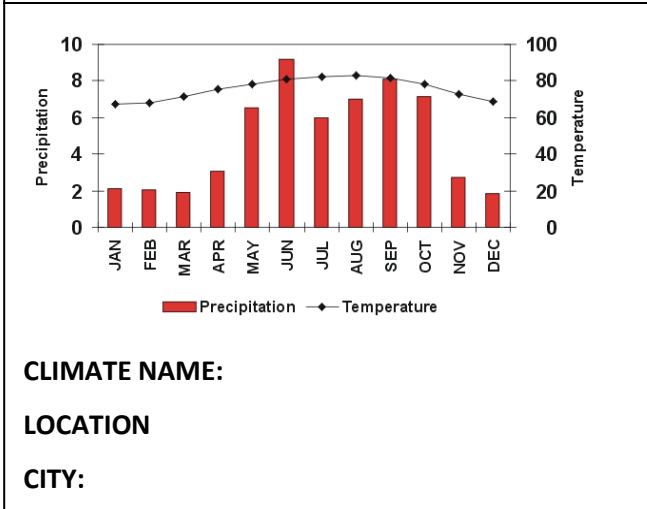 10 100
8 80
6 60
4 40
2 20
0 0
Precipitation
Temperature
JAN FEB MAR APR MAY JUN JUL AUG SEP OCT NOV DEC
Precipitation Temperature
CLIMATE NAME:
LOCATION
CITY: